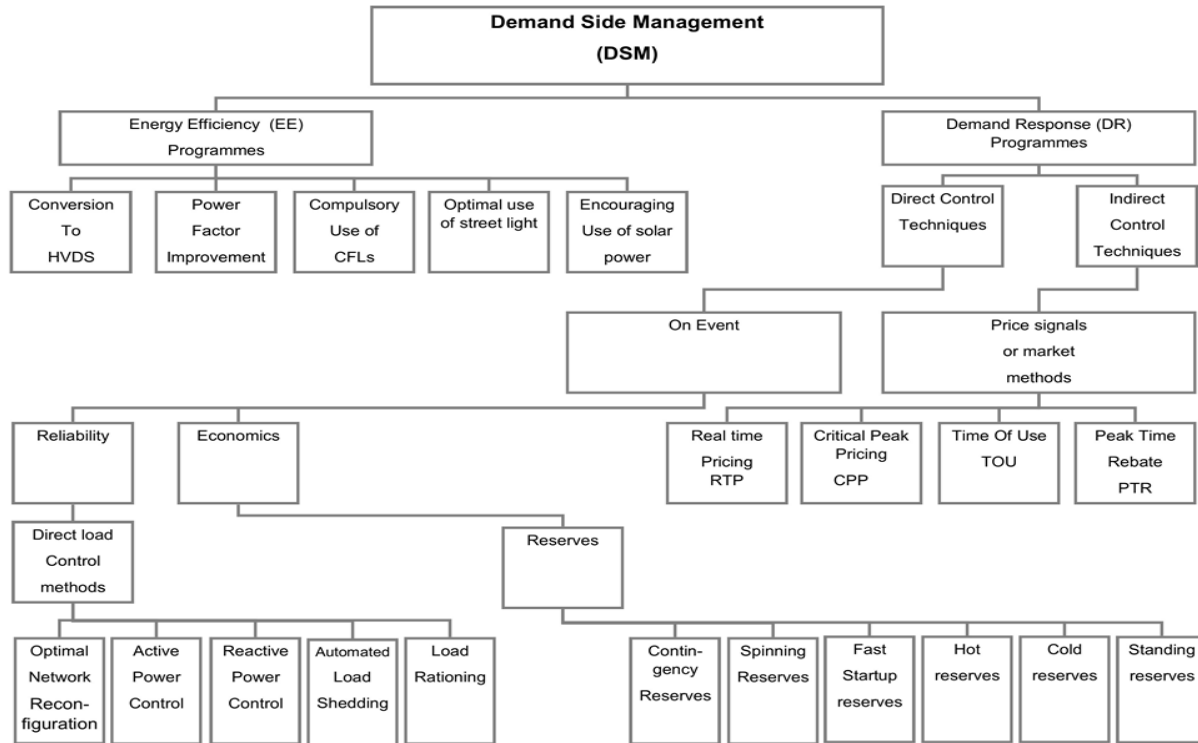 Demand Side Management
(DSM)
Energy Efficiency (EE)
Programmes
Demand Response (DR)
Programmes
Conversion
To
HVDS
Power
Factor
Improvement
Compulsory
Use of
CFLs
Optimal use
of street light
Encouraging
Use of solar
power
Direct Control
Techniques
Indirect
Control
Techniques
On Event
Price signals
or market
methods
Reliability
Economics
Real time
Pricing
RTP
Critical Peak
Pricing
CPP
Time Of Use
TOU
Peak Time
Rebate
PTR
Direct load
Control
methods
Reserves
Optimal
Network
Recon-
figuration
Active
Power
Control
Reactive
Power
Control
Automated
Load
Shedding
Load
Rationing
Contin-
gency
Reserves
Spinning
Reserves
Fast
Startup
reserves
Hot
reserves
Cold
reserves
Standing
reserves